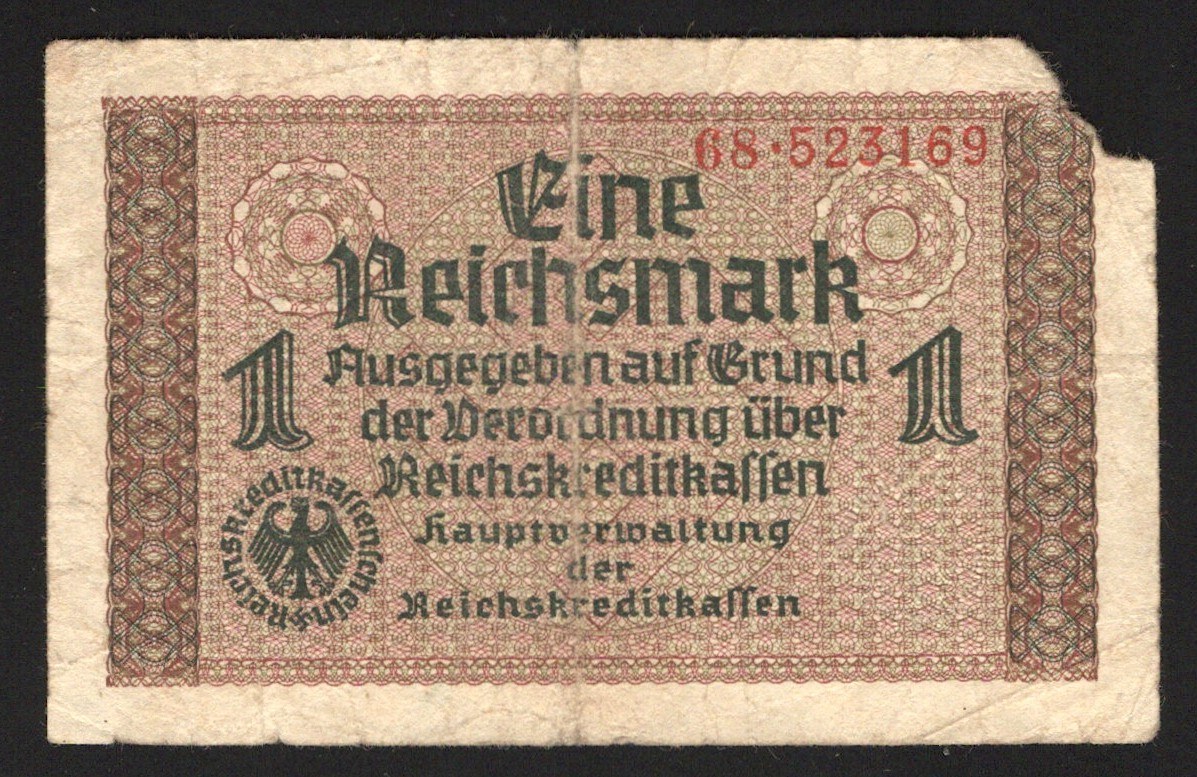 68·523169
Eine
Reichsmark
1 Ausgegeben auf Grund 1
der Verordnung über
Reichskreditkassen
Hauptverwaltung
der
Reichskreditkassen
Reichskreditkassenschein